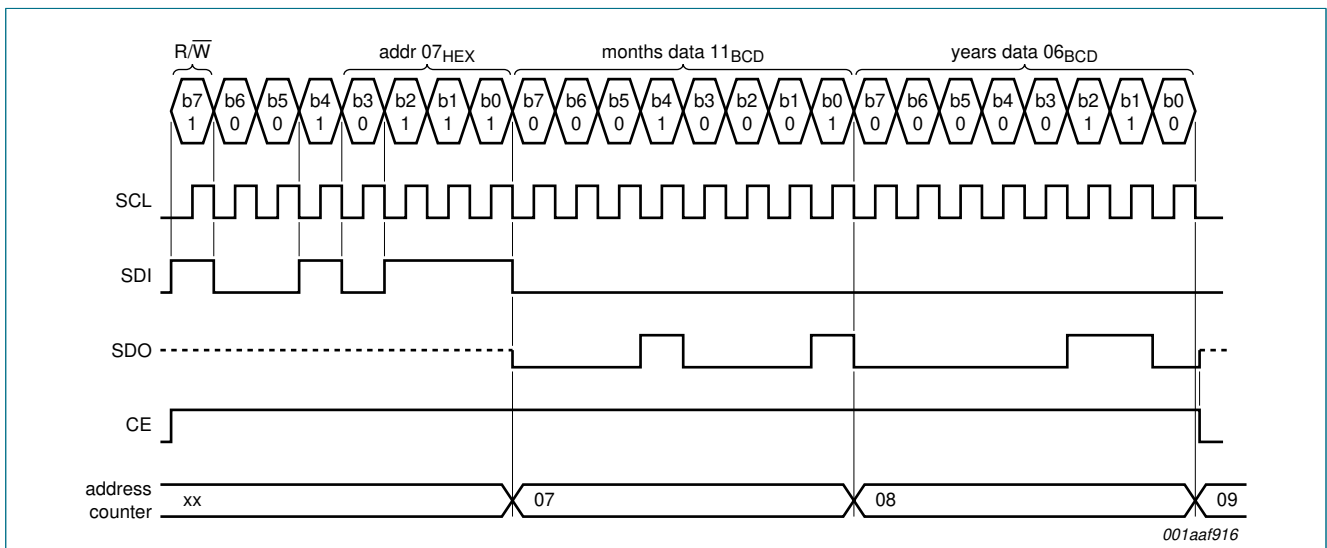 R/W addr 07HEX months data 11BCD years data 06BCD
b7 b6 b5 b4 b3 b2 b1 b0 b7 b6 b5 b4 b3 b2 b1 b0 b7 b6 b5 b4 b3 b2 b1 b0
1 0 0 1 0 1 1 1 0 0 0 1 0 0 0 1 0 0 0 0 0 1 1 0
SCL
SDI
SDO
CE
address
counter
xx 07 08 09
001aaf916